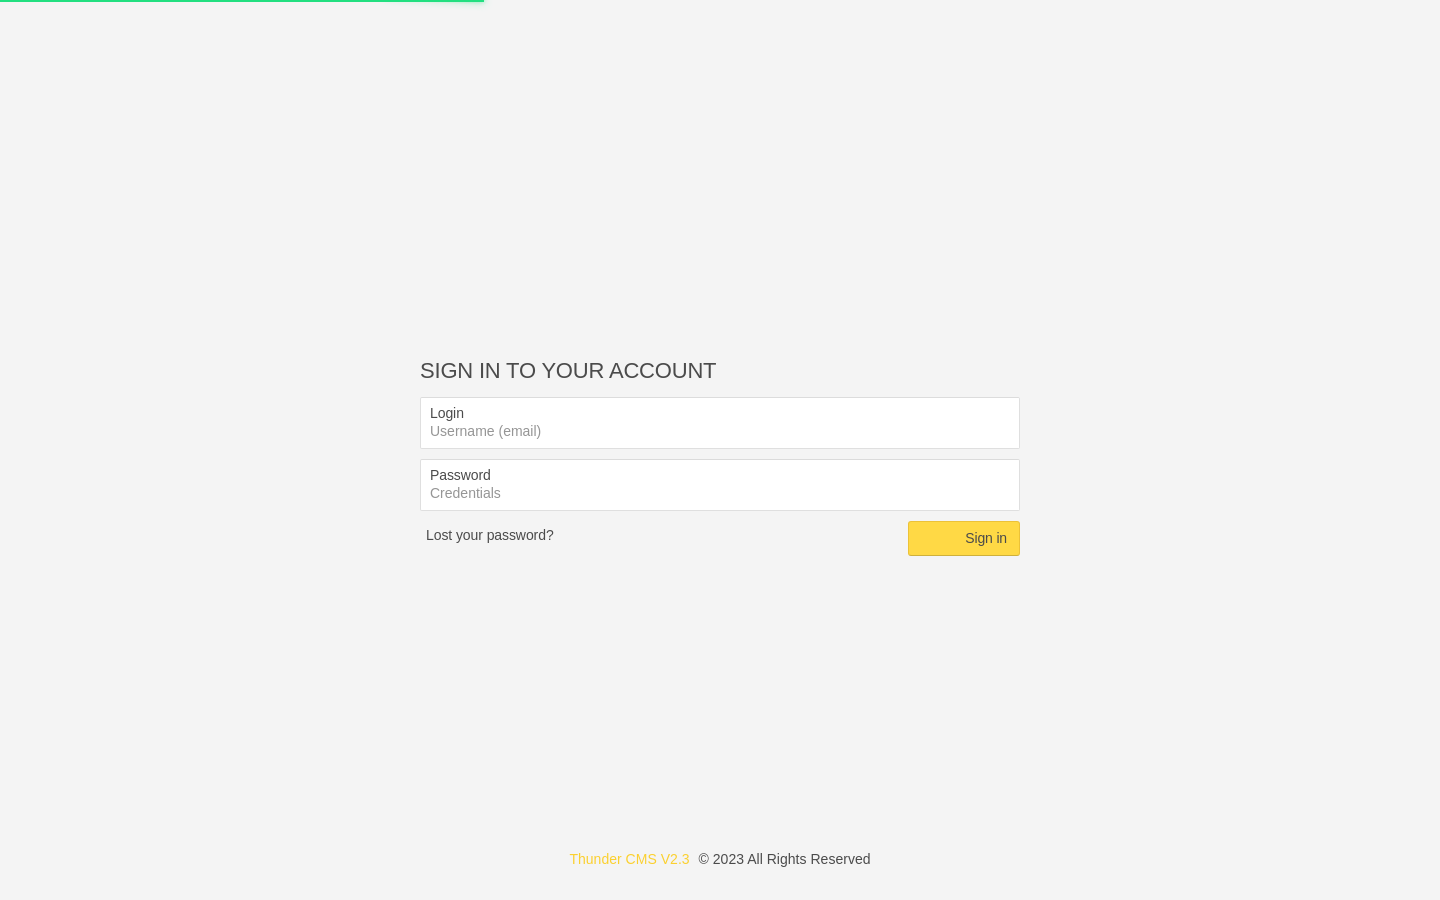 SIGN IN TO YOUR ACCOUNT
Login
Username (email)
Password
Credentials
Lost your password?
Sign in
Thunder CMS V2.3 © 2023 All Rights Reserved